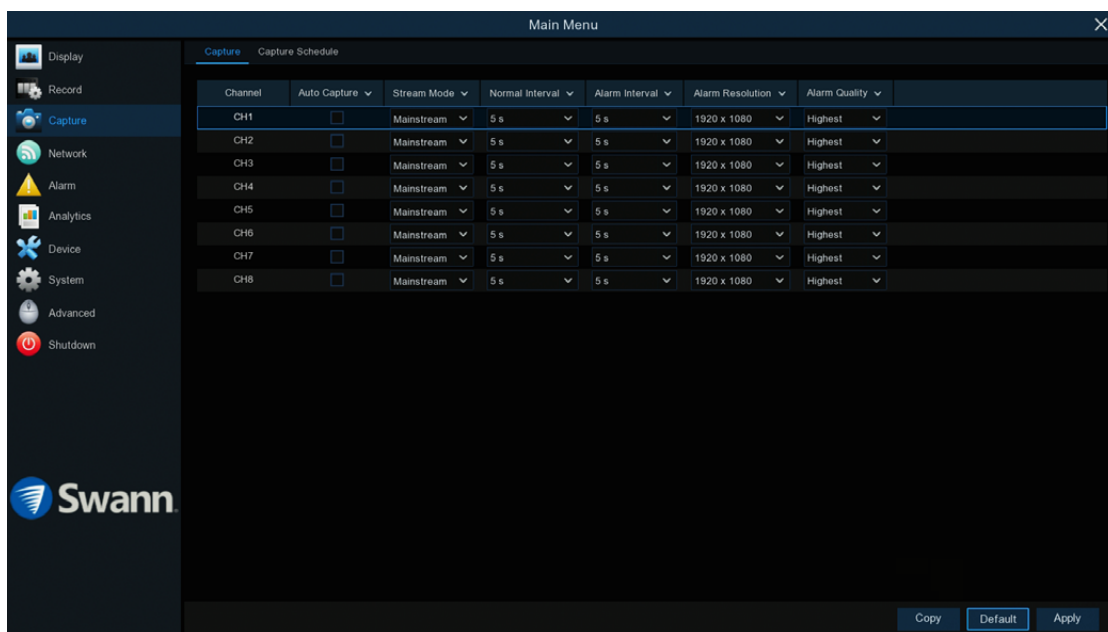 Main Menu
Display
Record
Capture
Network
Alarm
Analytics
Device
System
Advanced
Shutdown
Swann
Capture Capture Schedule
Channel Auto Capture Stream Mode Normal Interval Alarm Interval Alarm Resolution Alarm Quality
CH1 Mainstream 5 s 5 s 1920 x 1080 Highest
CH2 Mainstream 5 s 5 s 1920 x 1080 Highest
CH3 Mainstream 5 s 5 s 1920 x 1080 Highest
CH4 Mainstream 5 s 5 s 1920 x 1080 Highest
CH5 Mainstream 5 s 5 s 1920 x 1080 Highest
CH6 Mainstream 5 s 5 s 1920 x 1080 Highest
CH7 Mainstream 5 s 5 s 1920 x 1080 Highest
CH8 Mainstream 5 s 5 s 1920 x 1080 Highest
Copy Default Apply